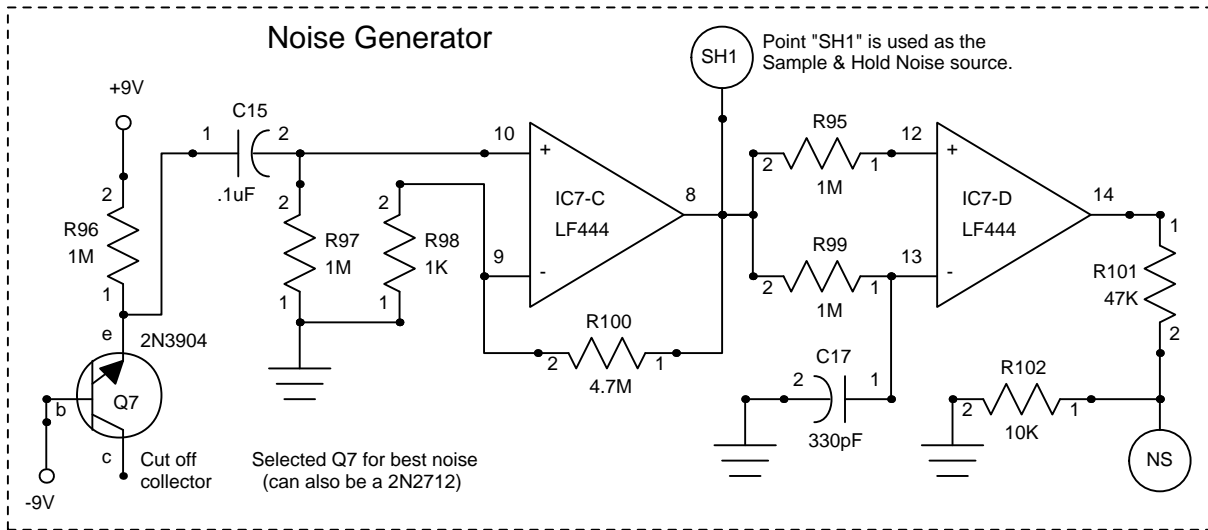 Noise Generator
SH1
Point "SH1" is used as the
Sample & Hold Noise source.
+9V
C15
1
2
.1uF
2
R96
1M
1
e
2N3904
Q7
b
c
-9V
Cut off
collector
Selected Q7 for best noise
(can also be a 2N2712)
2
R97
1M
1
2
R98
1K
1
10
+
9
-
IC7-C
LF444
8
R100
2
1
4.7M
R95
2
1
1M
R99
2
1
1M
12
+
13
-
IC7-D
LF444
14
C17
2
1
330pF
1
R101
47K
2
R102
2
1
10K
NS